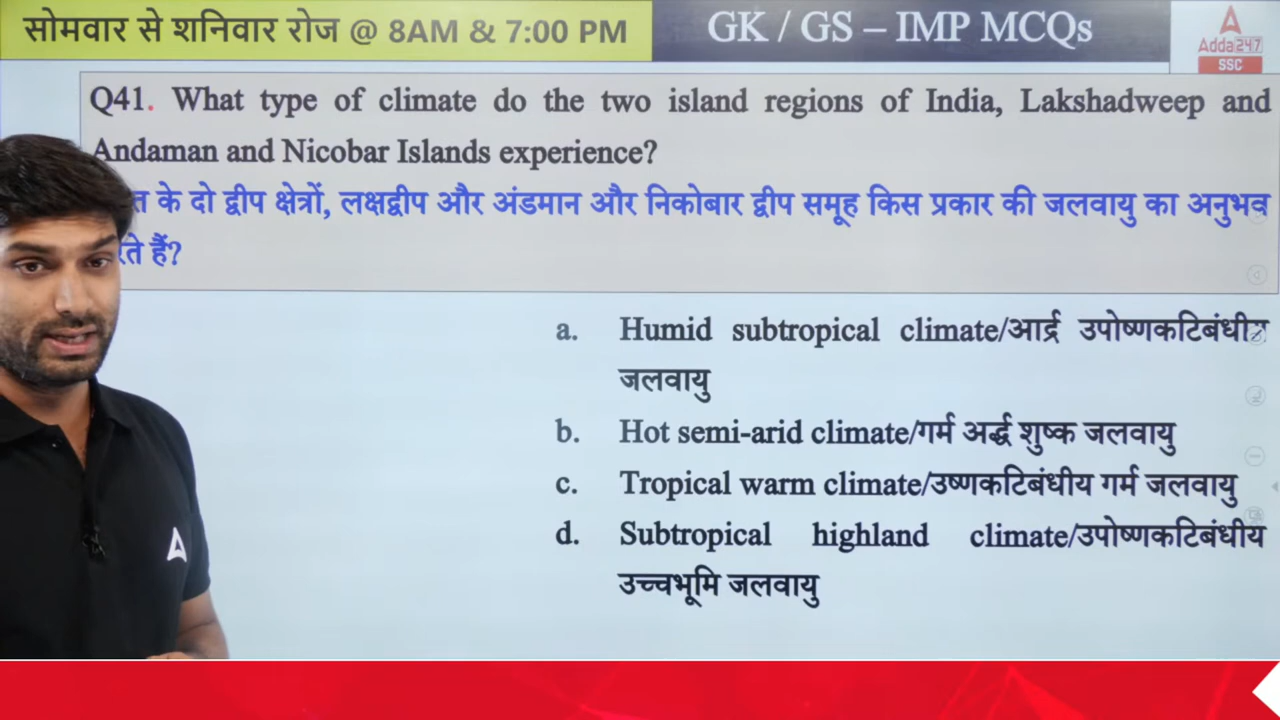 सोमवार से शनिवार रोज @ 8AM & 7:00 PM
GK / GS – IMP MCQs
Adda247
SSC
Q41. What type of climate do the two island regions of India, Lakshadweep and
Andaman and Nicobar Islands experience?
त के दो द्वीप क्षेत्रों, लक्षद्वीप और अंडमान और निकोबार द्वीप समूह किस प्रकार की जलवायु का अनुभव
रते हैं?
a. Humid subtropical climate/आर्द्र उपोष्णकटिबंधीय
जलवायु
b. Hot semi-arid climate/गर्म अर्द्ध शुष्क जलवायु
c. Tropical warm climate/उष्णकटिबंधीय गर्म जलवायु
d. Subtropical highland climate/उपोष्णकटिबंधीय
उच्चभूमि जलवायु